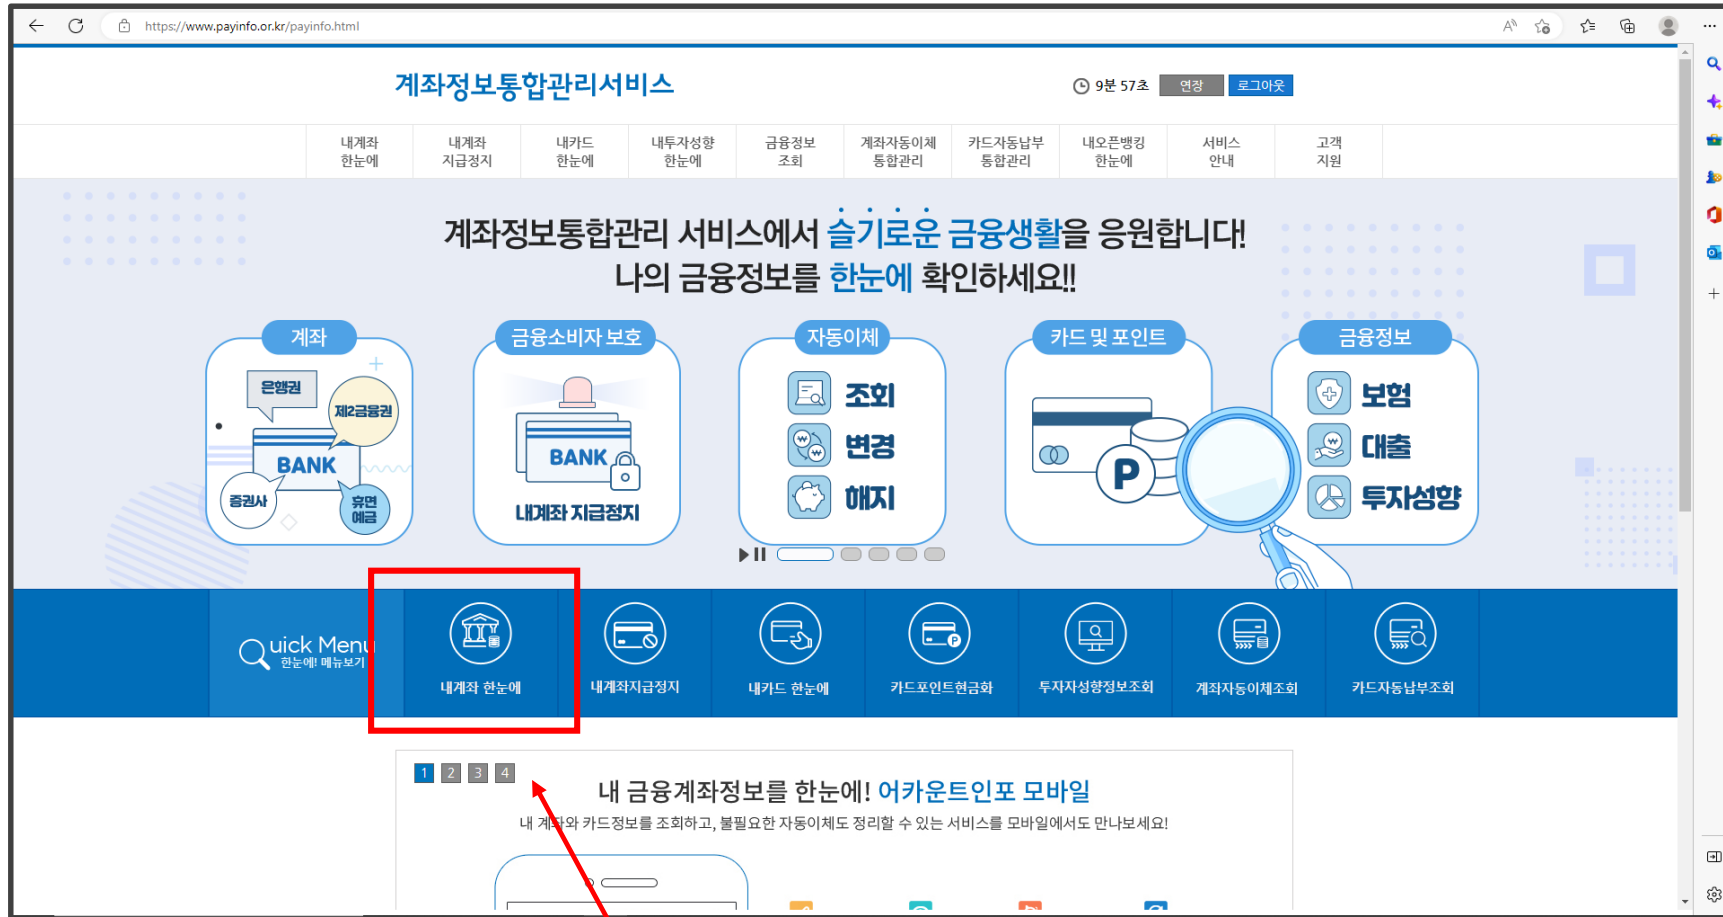 https://www.payinfo.or.kr/payinfo.html
계좌정보통합관리서비스
9분 57초 연장 로그아웃
내계좌 한눈에
내계좌 지급정지
내카드 한눈에
내투자성향 한눈에
금융정보 조회
계좌자동이체 통합관리
카드자동납부 통합관리
내오픈뱅킹 한눈에
서비스 안내
고객 지원
계좌정보통합관리 서비스에서 슬기로운 금융생활을 응원합니다!
나의 금융정보를 한눈에 확인하세요!!
계좌
은행권
제2금융권
BANK
증권사
휴면
예금
금융소비자 보호
BANK
내계좌 지급정지
자동이체
조회
변경
해지
카드 및 포인트
P
금융정보
보험
대출
투자성향
Quick Menu
한눈에! 메뉴보기
내계좌 한눈에
내계좌지급정지
내카드 한눈에
카드포인트현금화
투자자성향정보조회
계좌자동이체조회
카드자동납부조회
1 2 3 4
내 금융계좌정보를 한눈에! 어카운트인포 모바일
내 계좌와 카드정보를 조회하고, 불필요한 자동이체도 정리할 수 있는 서비스를 모바일에서도 만나보세요!